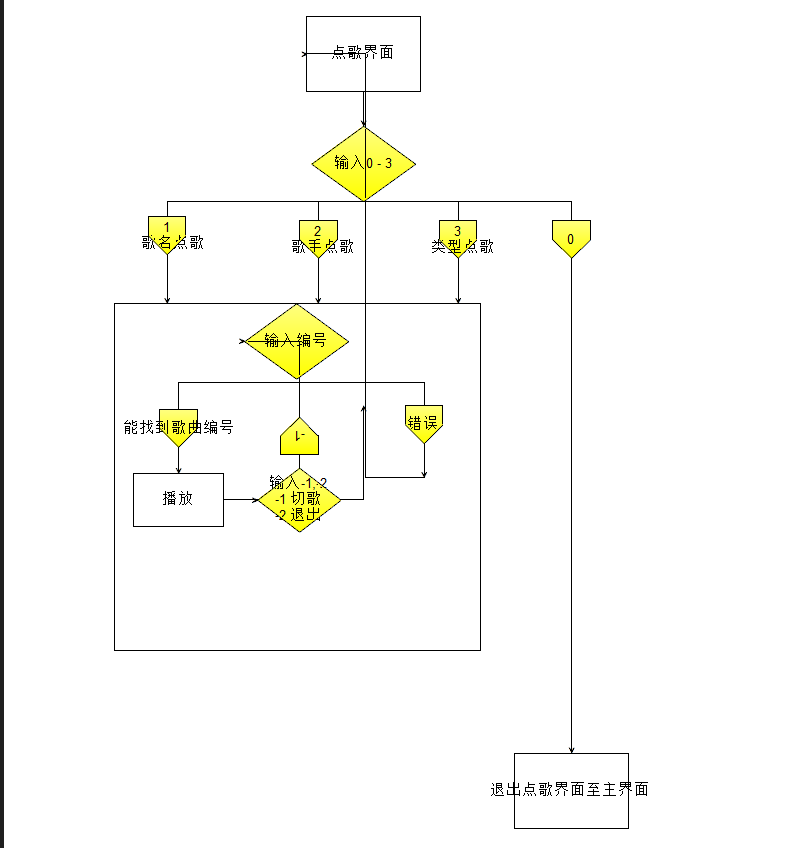 点歌界面
输入0 - 3
1
歌名点歌
2
歌手点歌
3
类型点歌
0
输入编号
能找到歌曲编号
错误
-1
播放
输入-1,-2
-1 切歌
-2 退出
退出点歌界面至主界面